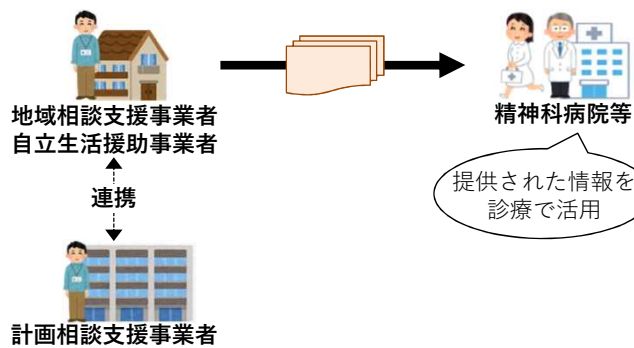 地域相談支援事業者
自立生活援助事業者
精神科病院等
提供された情報を
診療で活用
連携
計画相談支援事業者